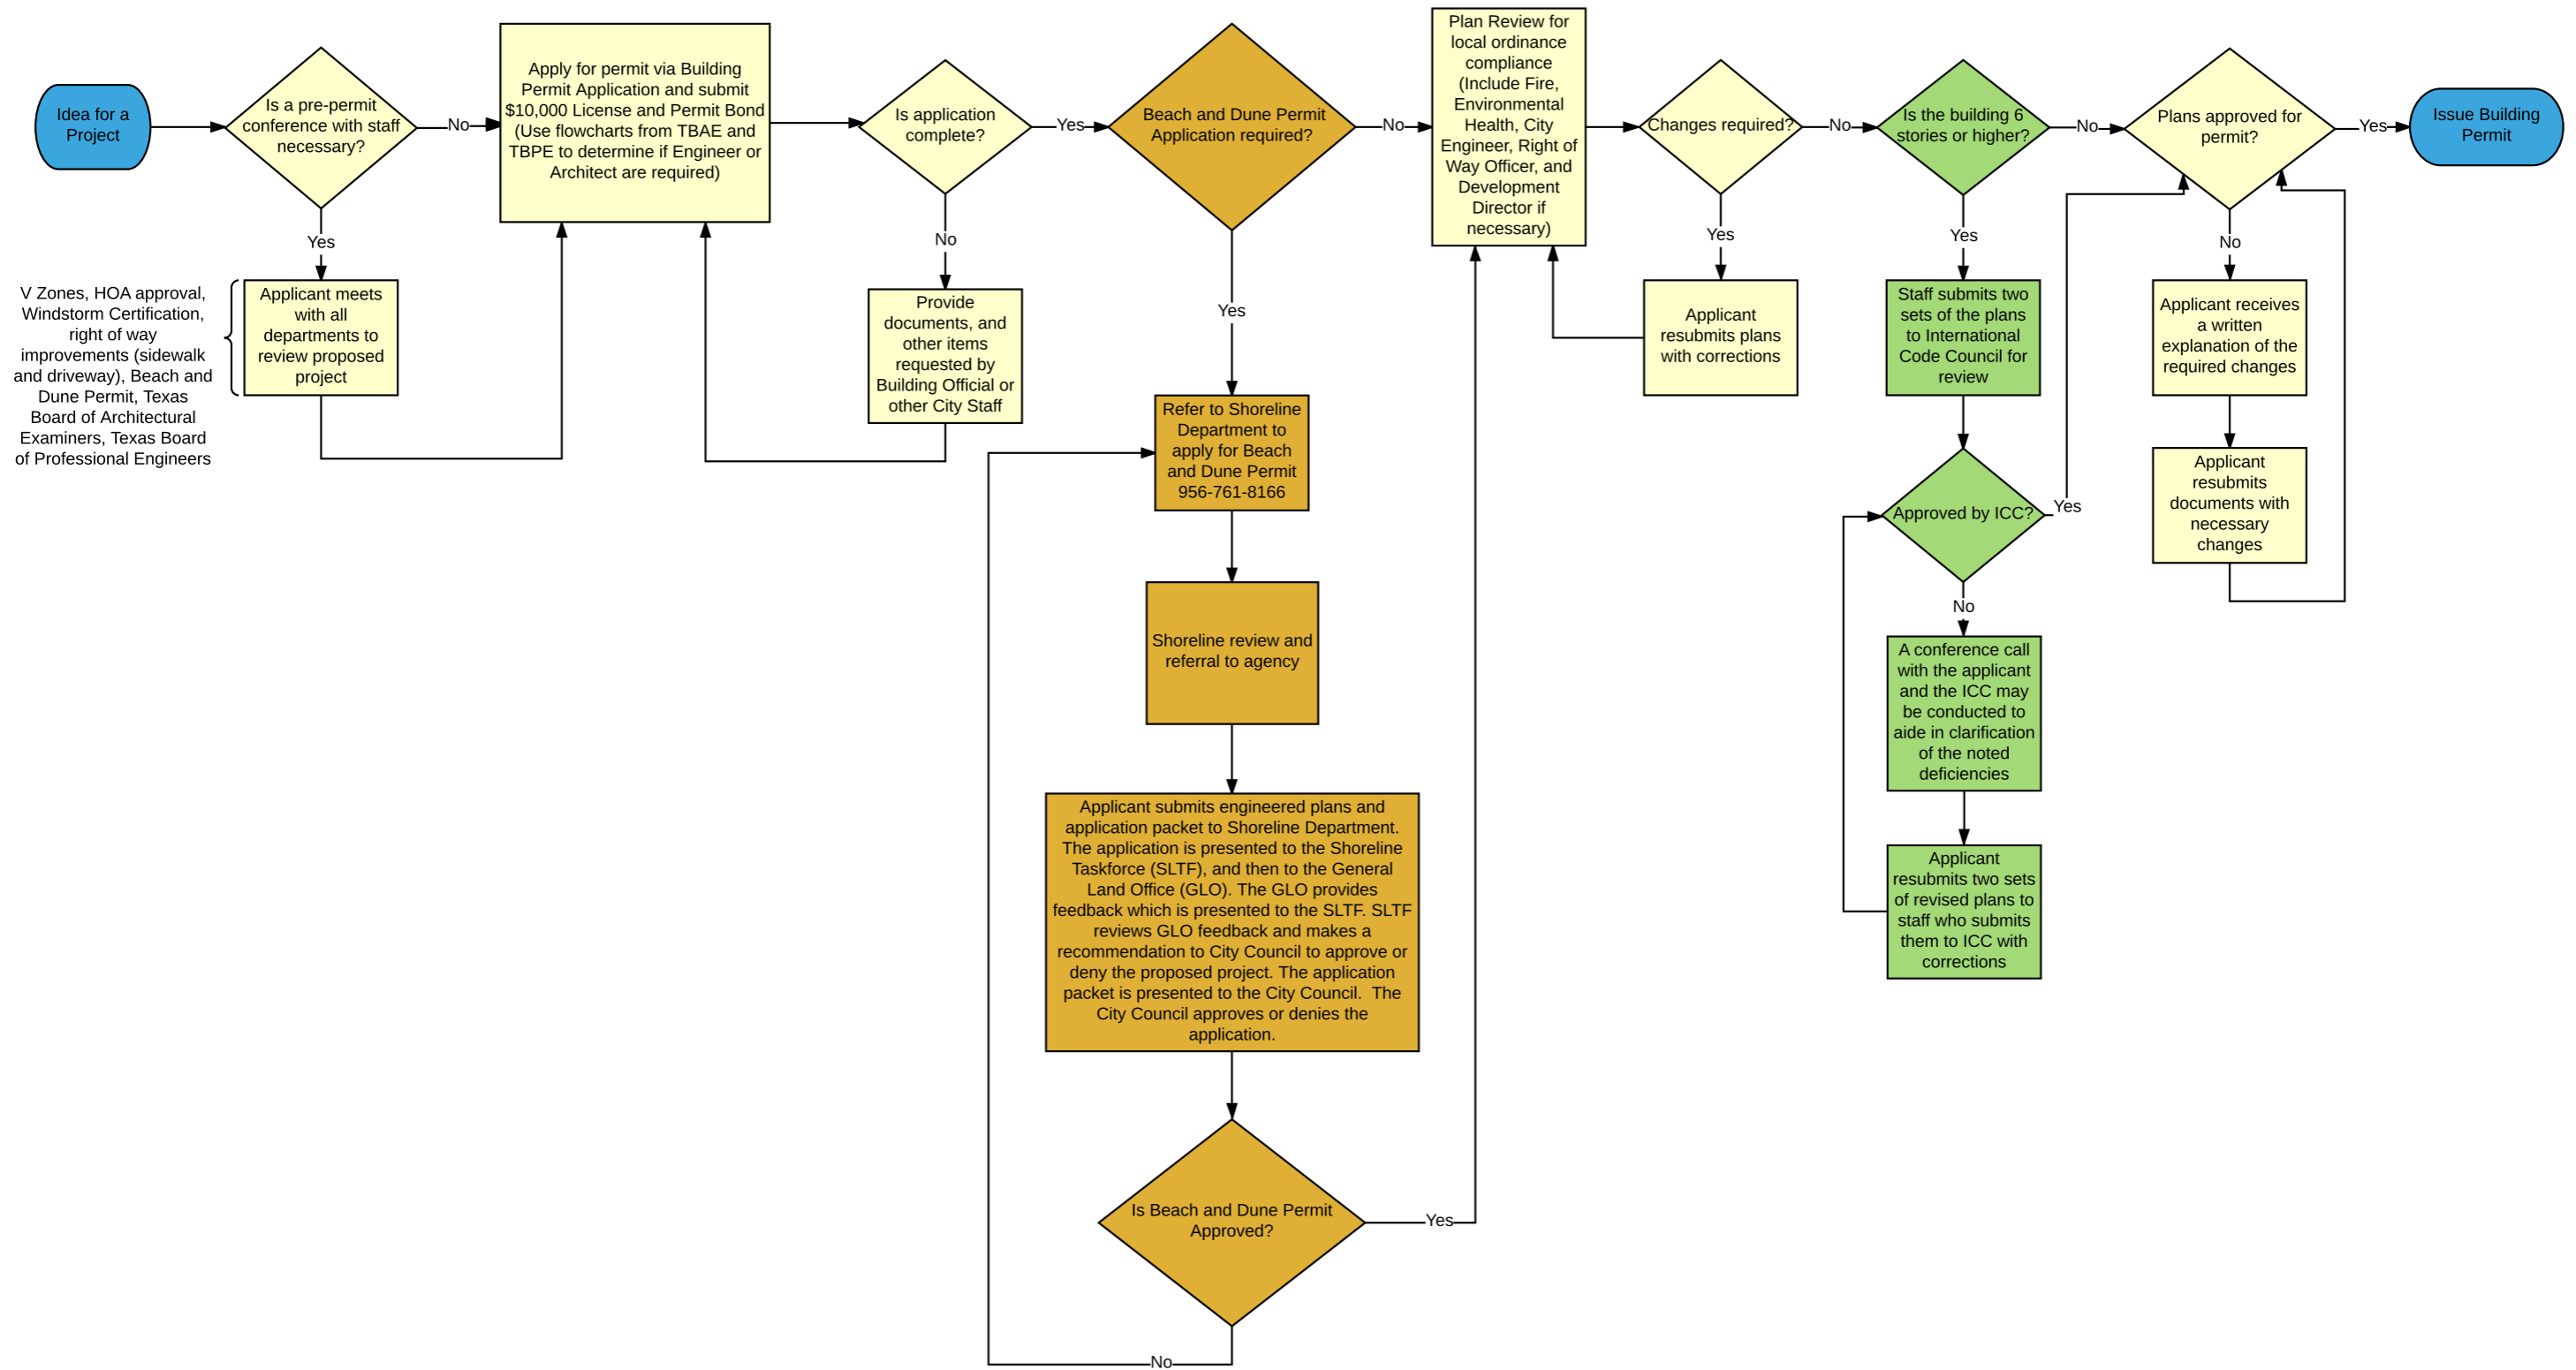 Idea for a
Project
Is a pre-permit
conference with staff
necessary?
No
Yes
V Zones, HOA approval,
Windstorm Certification,
right of way
improvements (sidewalk
and driveway), Beach and
Dune Permit, Texas
Board of Architectural
Examiners, Texas Board
of Professional Engineers
Applicant meets
with all
departments to
review proposed
project
Apply for permit via Building
Permit Application and submit
$10,000 License and Permit Bond
(Use flowcharts from TBAE and
TBPE to determine if Engineer or
Architect are required)
Is application
complete?
Yes
No
Provide
documents, and
other items
requested by
Building Official or
other City Staff
Beach and Dune Permit
Application required?
No
Yes
Refer to Shoreline
Department to
apply for Beach
and Dune Permit
956-761-8166
Shoreline review and
referral to agency
Applicant submits engineered plans and
application packet to Shoreline Department.
The application is presented to the Shoreline
Taskforce (SLTF), and then to the General
Land Office (GLO). The GLO provides
feedback which is presented to the SLTF. SLTF
reviews GLO feedback and makes a
recommendation to City Council to approve or
deny the proposed project. The application
packet is presented to the City Council.  The
City Council approves or denies the
application.
Is Beach and Dune Permit
Approved?
Yes
No
Plan Review for
local ordinance
compliance
(Include Fire,
Environmental
Health, City
Engineer, Right of
Way Officer, and
Development
Director if
necessary)
Changes required?
No
Yes
Applicant
resubmits plans
with corrections
Is the building 6
stories or higher?
No
Yes
Staff submits two
sets of the plans
to International
Code Council for
review
Approved by ICC?
Yes
No
A conference call
with the applicant
and the ICC may
be conducted to
aide in clarification
of the noted
deficiencies
Applicant
resubmits two sets
of revised plans to
staff who submits
them to ICC with
corrections
Plans approved for
permit?
Yes
No
Applicant receives
a written
explanation of the
required changes
Applicant
resubmits
documents with
necessary
changes
Issue Building
Permit